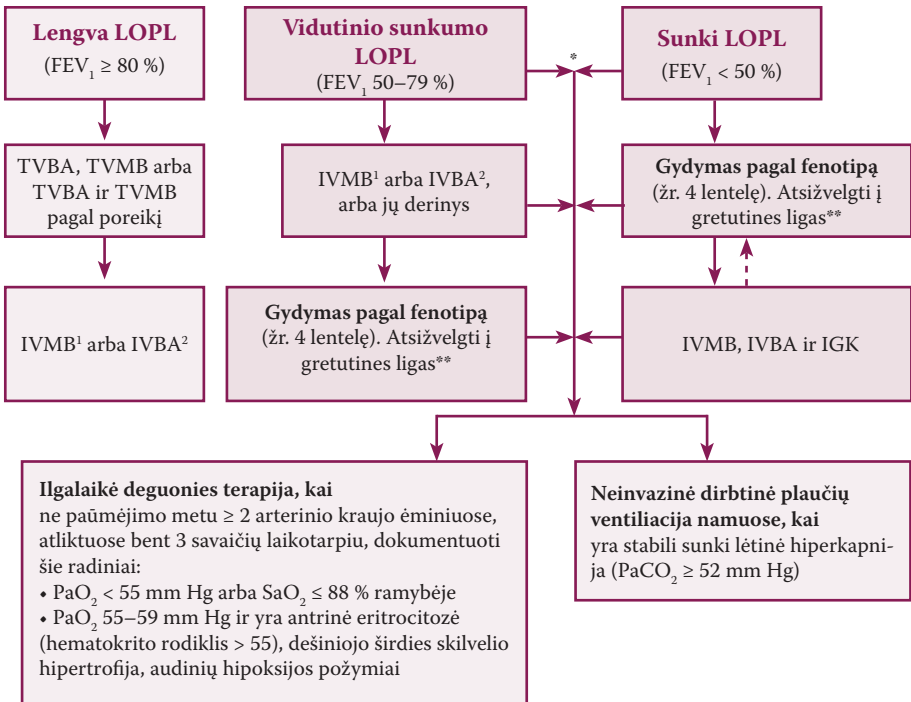 Lengva LOPL
(FEV₁ ≥ 80 %)
Vidutinio sunkumo
LOPL
(FEV₁ 50–79 %)
*
Sunki LOPL
(FEV₁ < 50 %)
TVBA, TVMB arba
TVBA ir TVMB
pagal poreikį
IVMB¹ arba IVBA²,
arba jų derinys
Gydymas pagal fenotipą
(žr. 4 lentelę). Atsižvelgti į
gretutines ligas**
IVMB¹ arba IVBA²
Gydymas pagal fenotipą
(žr. 4 lentelę). Atsižvelgti į
gretutines ligas**
IVMB, IVBA ir IGK
Ilgalaikė deguonies terapija, kai
ne paūmėjimo metu ≥ 2 arterinio kraujo ėminiuose,
atliktuose bent 3 savaičių laikotarpiu, dokumentuoti
šie radiniai:
• PaO₂ < 55 mm Hg arba SaO₂ ≤ 88 % ramybėje
• PaO₂ 55–59 mm Hg ir yra antrinė eritrocitozė
(hematokrito rodiklis > 55), dešiniojo širdies skilvelio
hipertrofija, audinių hipoksijos požymiai
Neinvazinė dirbtinė plaučių
ventiliacija namuose, kai
yra stabili sunki lėtinė hiperkapni-
ja (PaCO₂ ≥ 52 mm Hg)